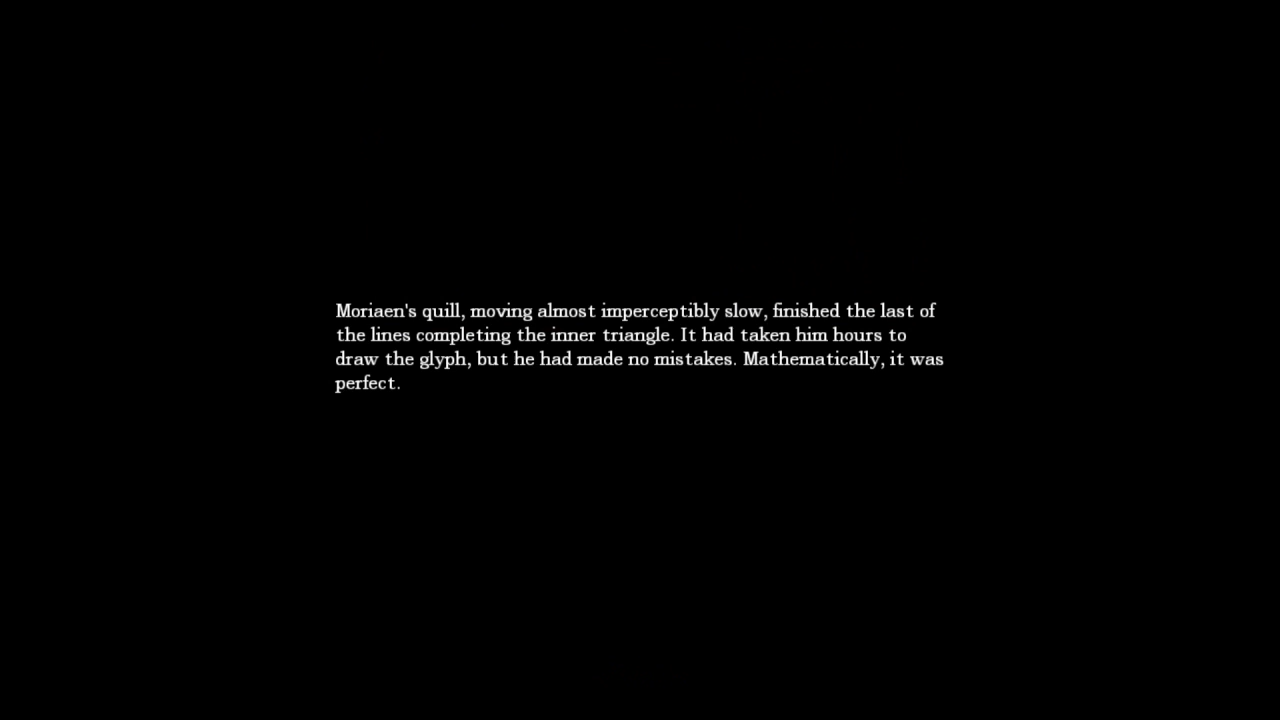 Moriaen's quill, moving almost imperceptibly slow, finished the last of
the lines completing the inner triangle. It had taken him hours to
draw the glyph, but he had made no mistakes. Mathematically, it was
perfect.